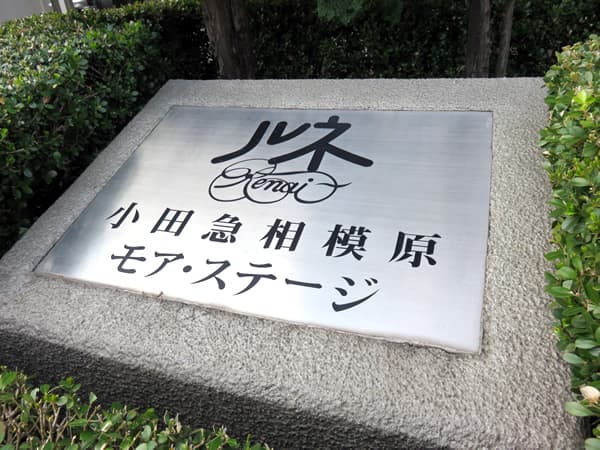 ルネ
Renai
小田急相模原
モア・ステージ